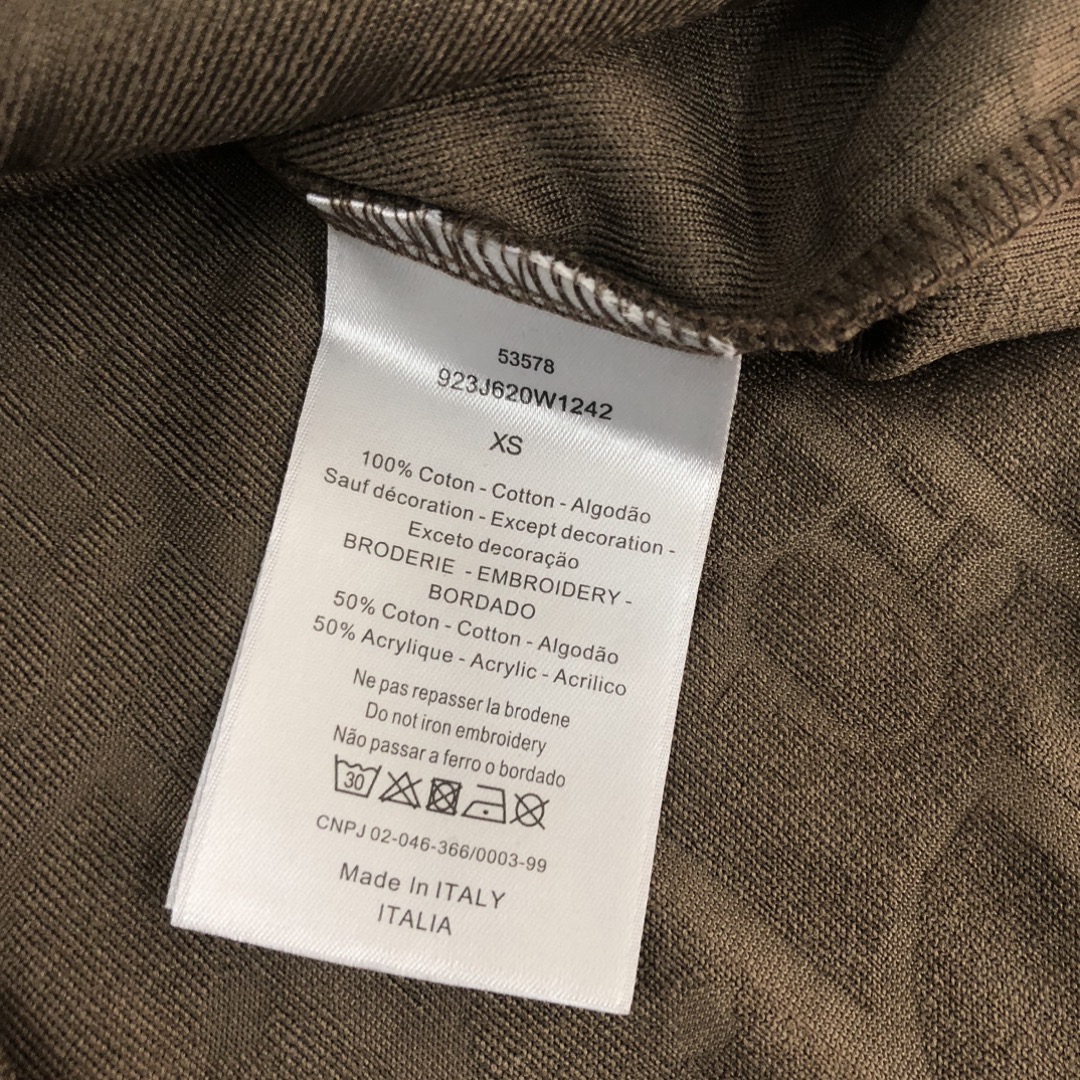 53578
923J620W1242
XS
100% Coton - Cotton - Algodão
Sauf décoration - Except decoration -
Exceto decoração
BRODERIE - EMBROIDERY -
BORDADO
50% Coton - Cotton - Algodão
50% Acrylique - Acrylic - Acrilico
Ne pas repasser la brodene
Do not iron embroidery
Não passar a ferro o bordado
30
CNPJ 02-046-366/0003-99
Made In ITALY
ITALIA